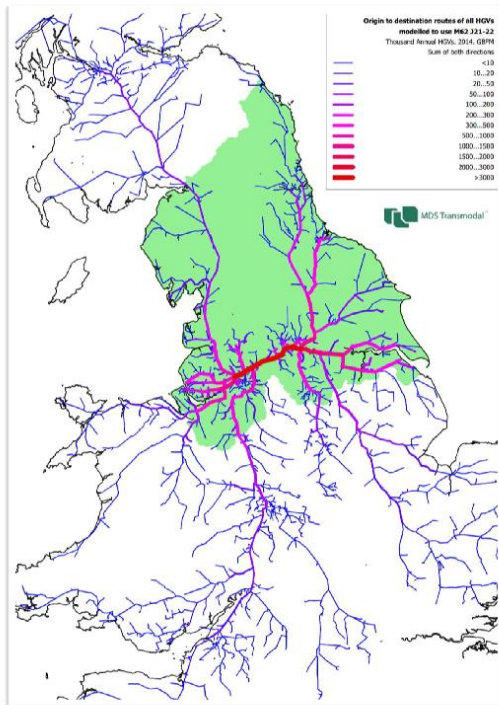 Origin to destination routes of all HGVs
modelled to use M62 J21-22
Thousand Annual HGVs, 2014, GBFM
Sum of both directions
<10
10...20
20...50
50...100
100...200
200...300
300...500
500...1000
1000...1500
1500...2000
2000...3000
>3000
MDS Transmodal